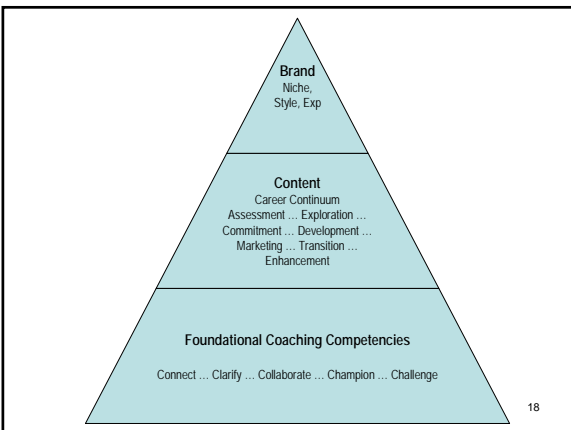 Brand
Niche,
Style, Exp
Content
Career Continuum
Assessment ... Exploration ...
Commitment ... Development ...
Marketing ... Transition ...
Enhancement
Foundational Coaching Competencies
Connect ... Clarify ... Collaborate ... Champion ... Challenge
18